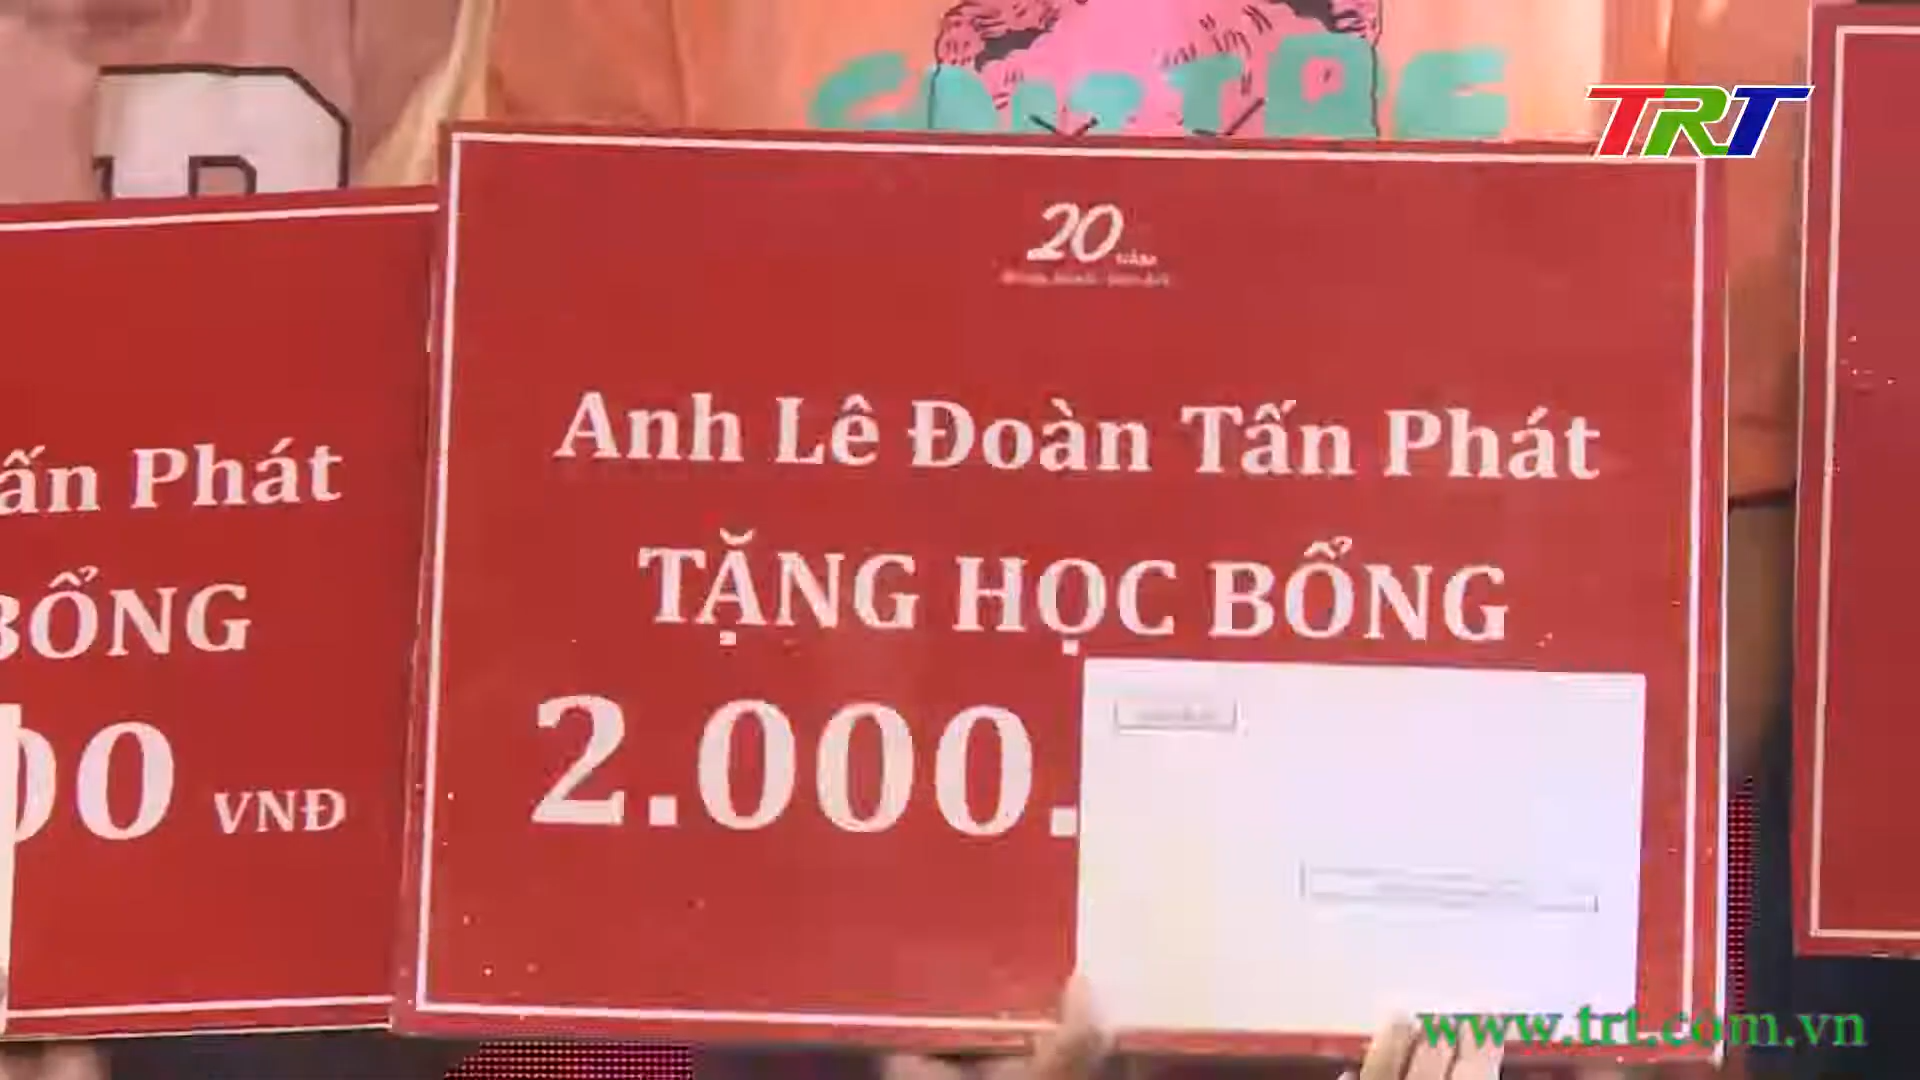 TRT
20
NĂM
Anh Lê Đoàn Tấn Phát
TẶNG HỌC BỔNG
2.000.
ấn Phát
BỔNG
00 VNĐ
www.trt.com.vn